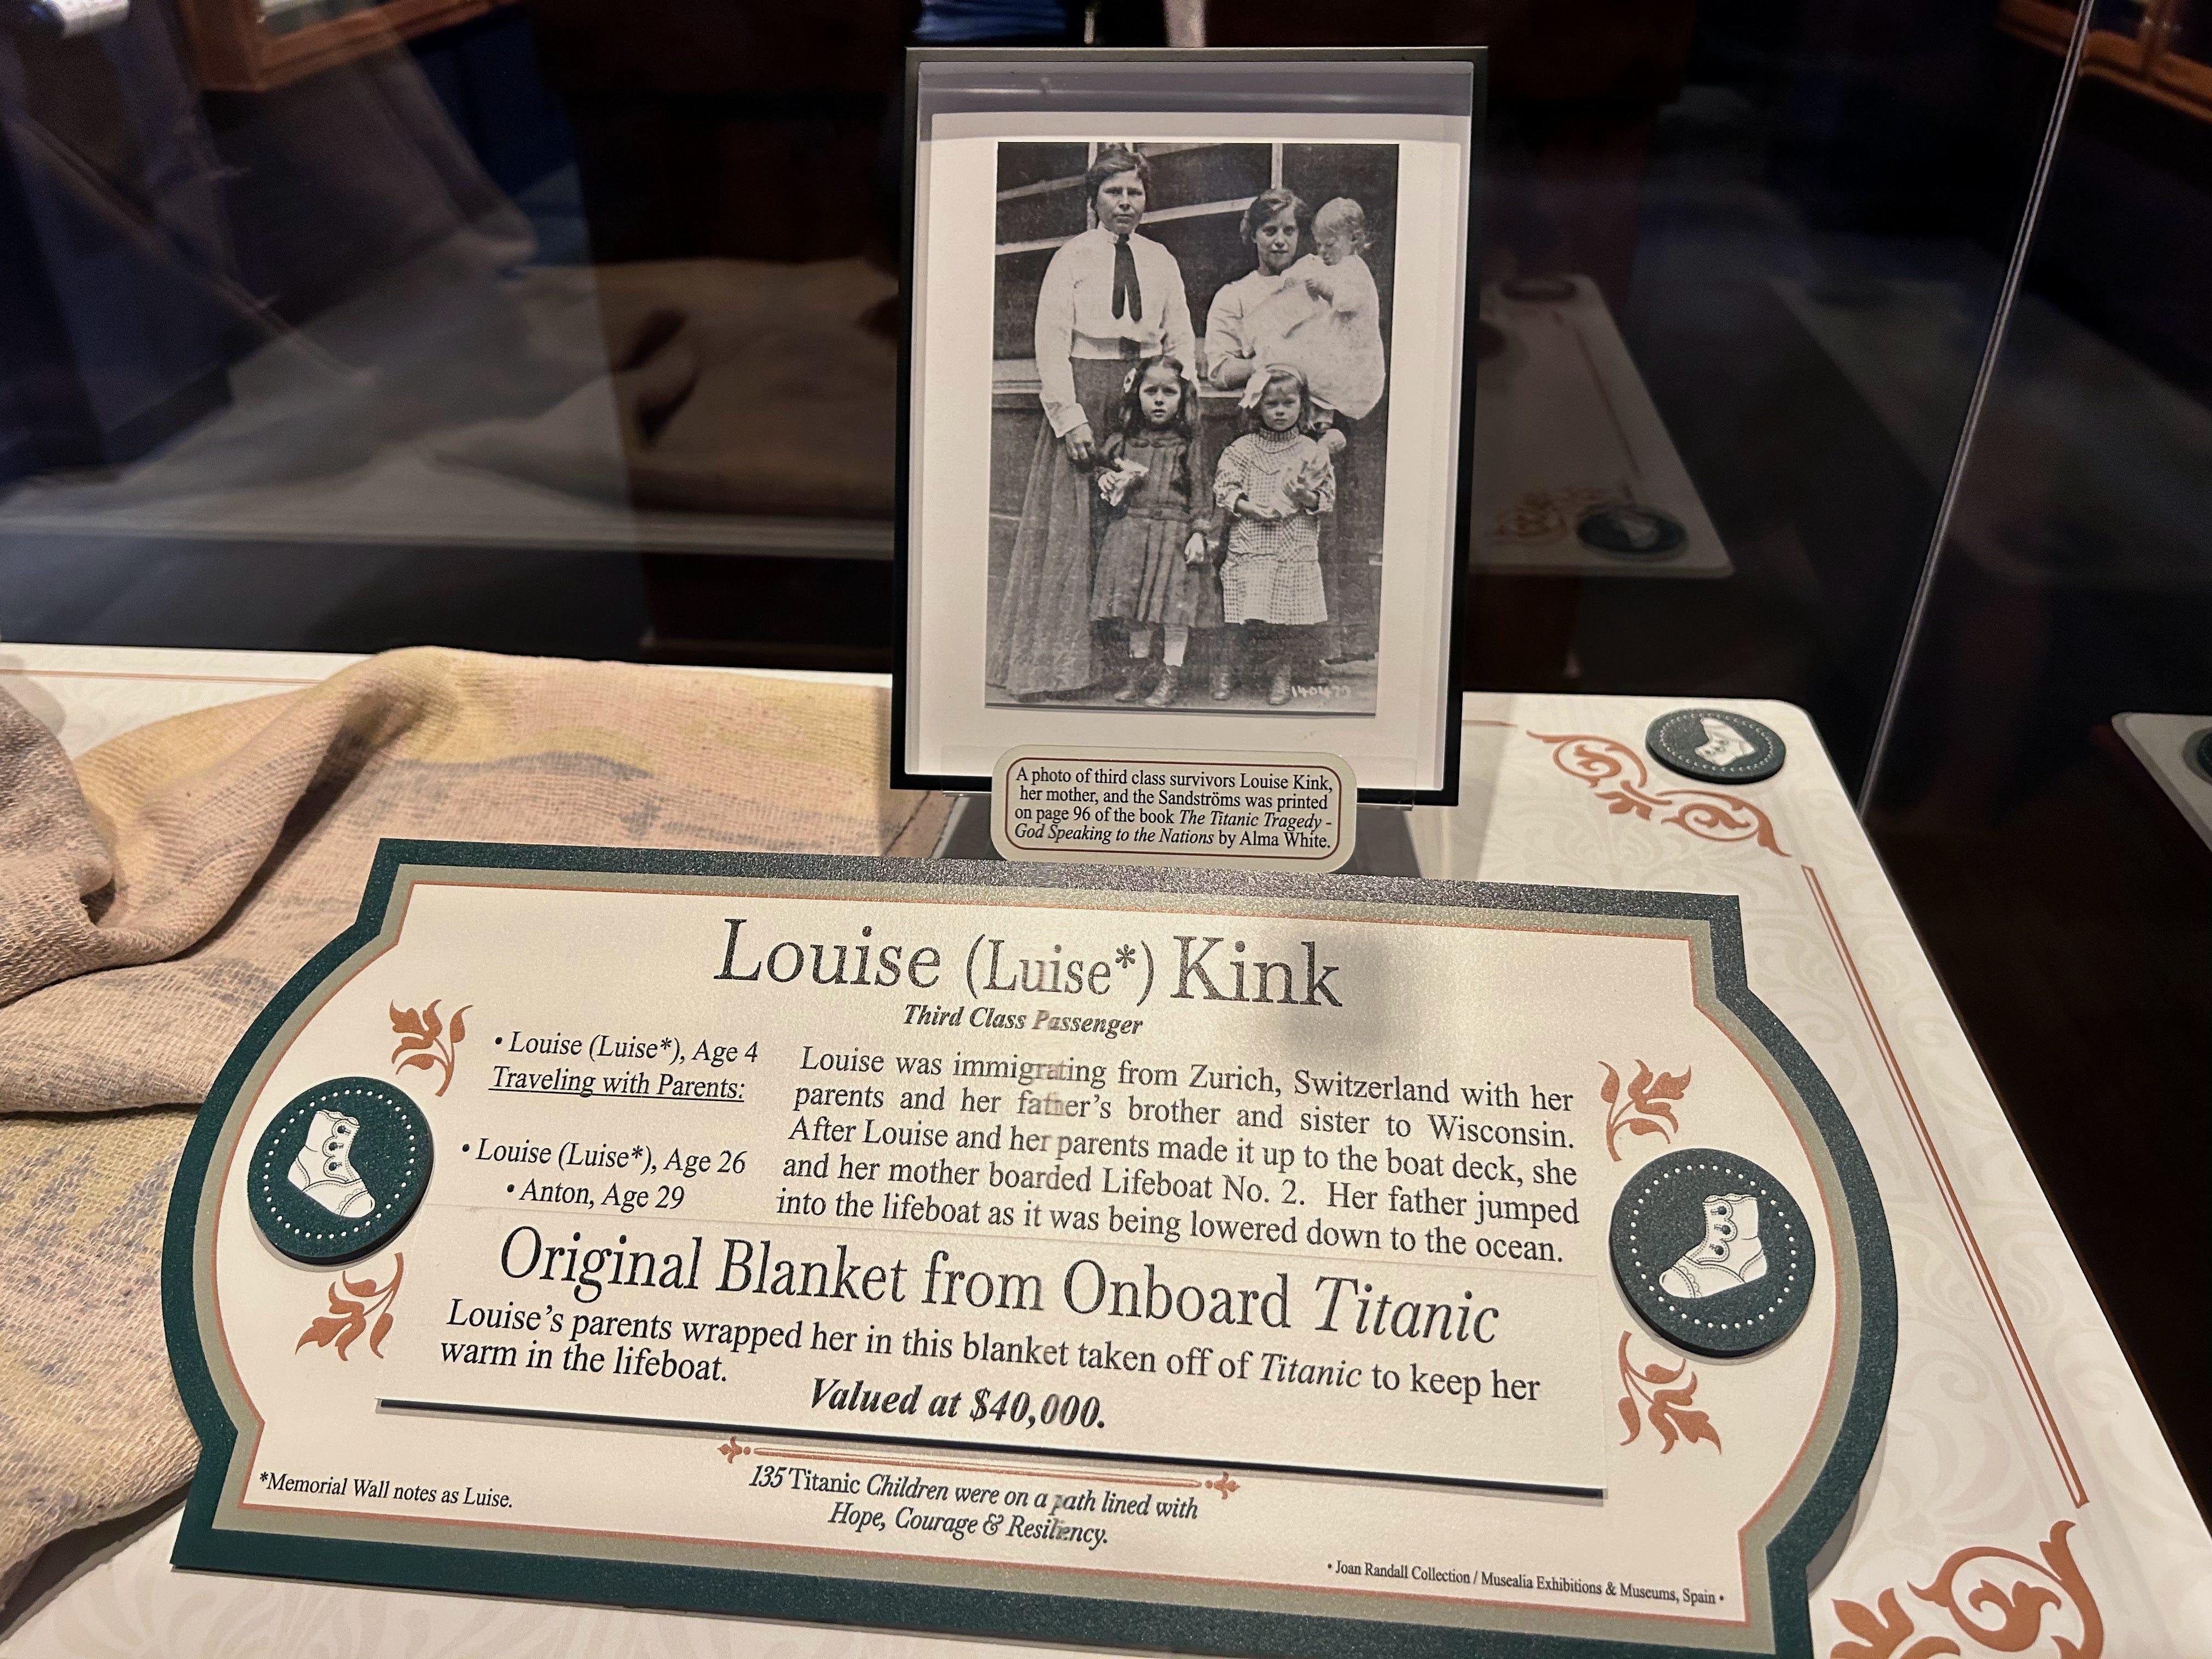 140477
A photo of third class survivors Louise Kink,
her mother, and the Sandströms was printed
on page 96 of the book The Titanic Tragedy -
God Speaking to the Nations by Alma White.
Louise (Luise*) Kink
Third Class Passenger
• Louise (Luise*), Age 4
Traveling with Parents:
• Louise (Luise*), Age 26
• Anton, Age 29
Louise was immigrating from Zurich, Switzerland with her
parents and her father's brother and sister to Wisconsin.
After Louise and her parents made it up to the boat deck, she
and her mother boarded Lifeboat No. 2. Her father jumped
into the lifeboat as it was being lowered down to the ocean.
Original Blanket from Onboard Titanic
Louise's parents wrapped her in this blanket taken off of Titanic to keep her
warm in the lifeboat.
Valued at $40,000.
135 Titanic Children were on a path lined with
Hope, Courage & Resiliency.
*Memorial Wall notes as Luise.
• Joan Randall Collection / Musealia Exhibitions & Museums, Spain •